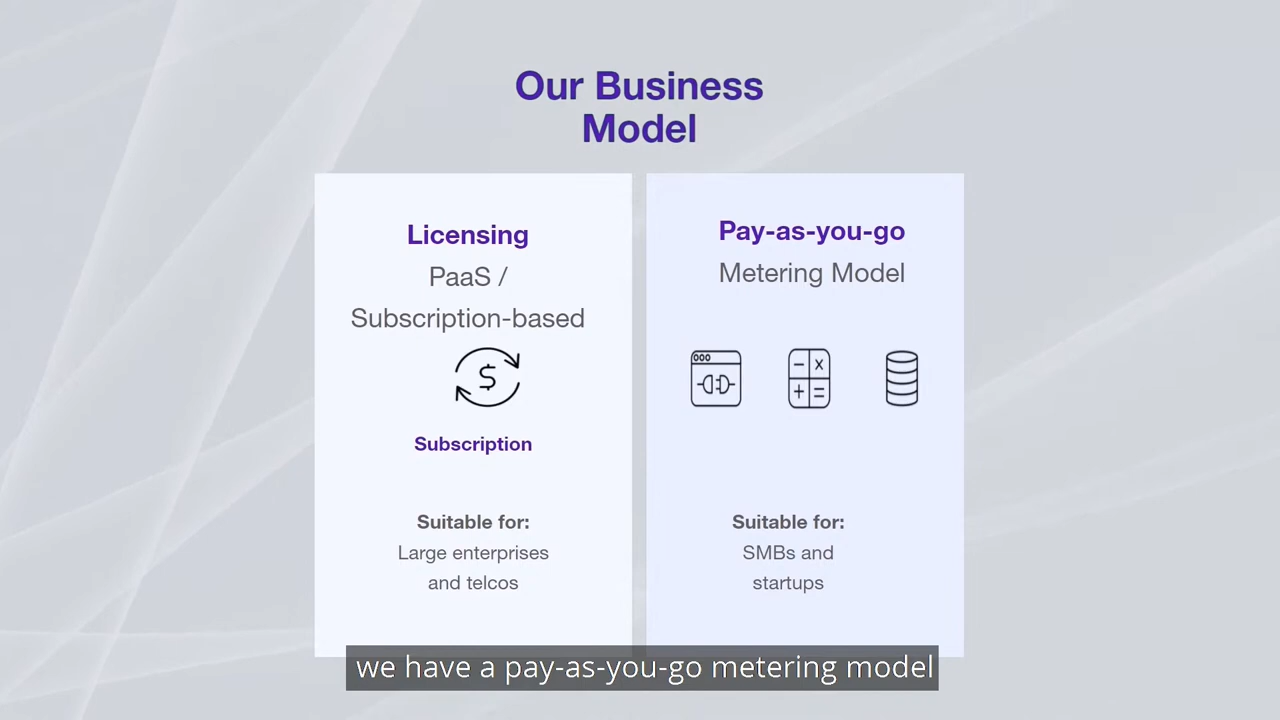 Our Business
Model
Licensing
PaaS /
Subscription-based
$
Subscription
Suitable for:
Large enterprises
and telcos
Pay-as-you-go
Metering Model
Suitable for:
SMBs and
startups
we have a pay-as-you-go metering model